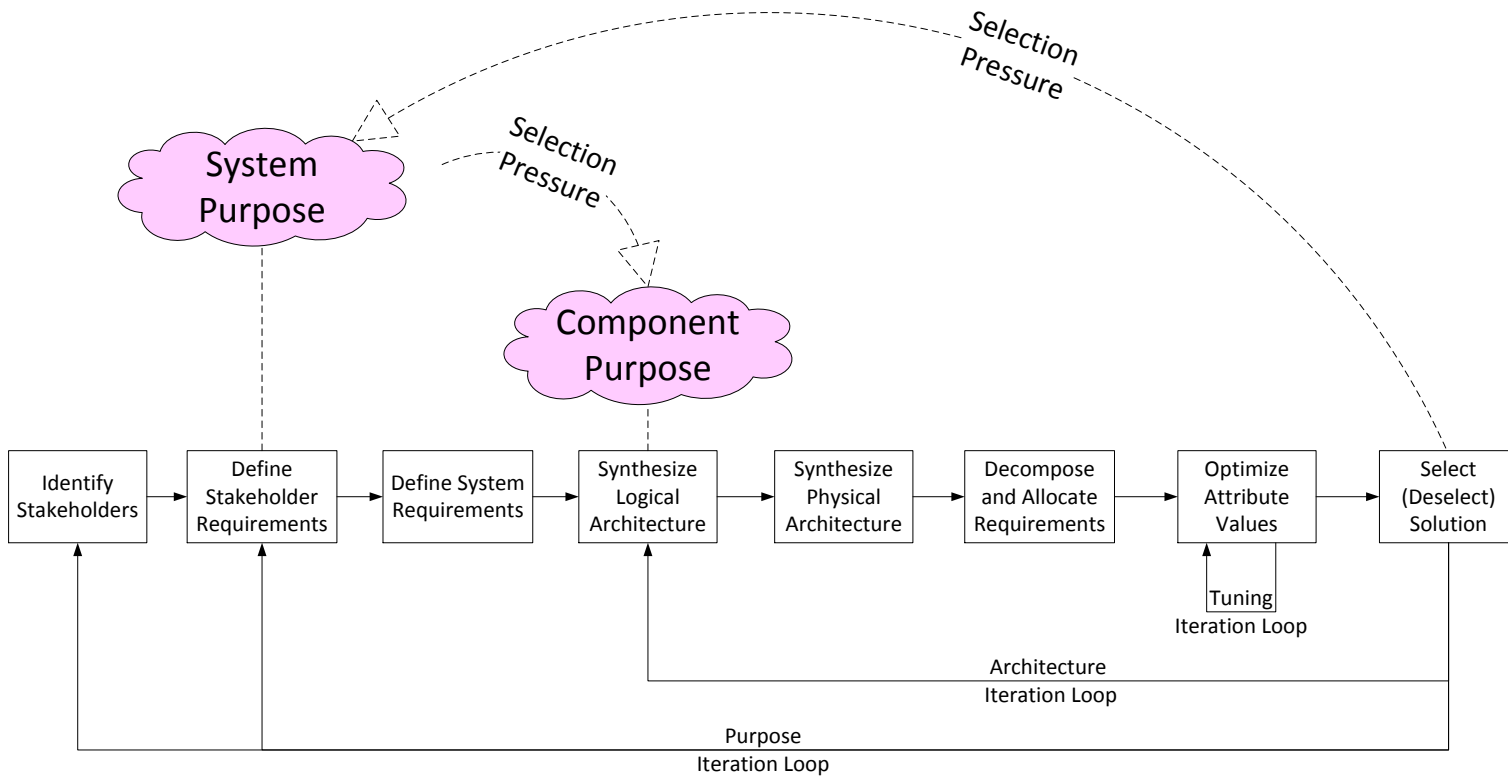 Selection
Pressure
System
Purpose
Selection
Pressure
Component
Purpose
Identify
Stakeholders
Define
Stakeholder
Requirements
Define System
Requirements
Synthesize
Logical
Architecture
Synthesize
Physical
Architecture
Decompose
and Allocate
Requirements
Optimize
Attribute
Values
Select
(Deselect)
Solution
Tuning
Iteration Loop
Architecture
Iteration Loop
Purpose
Iteration Loop